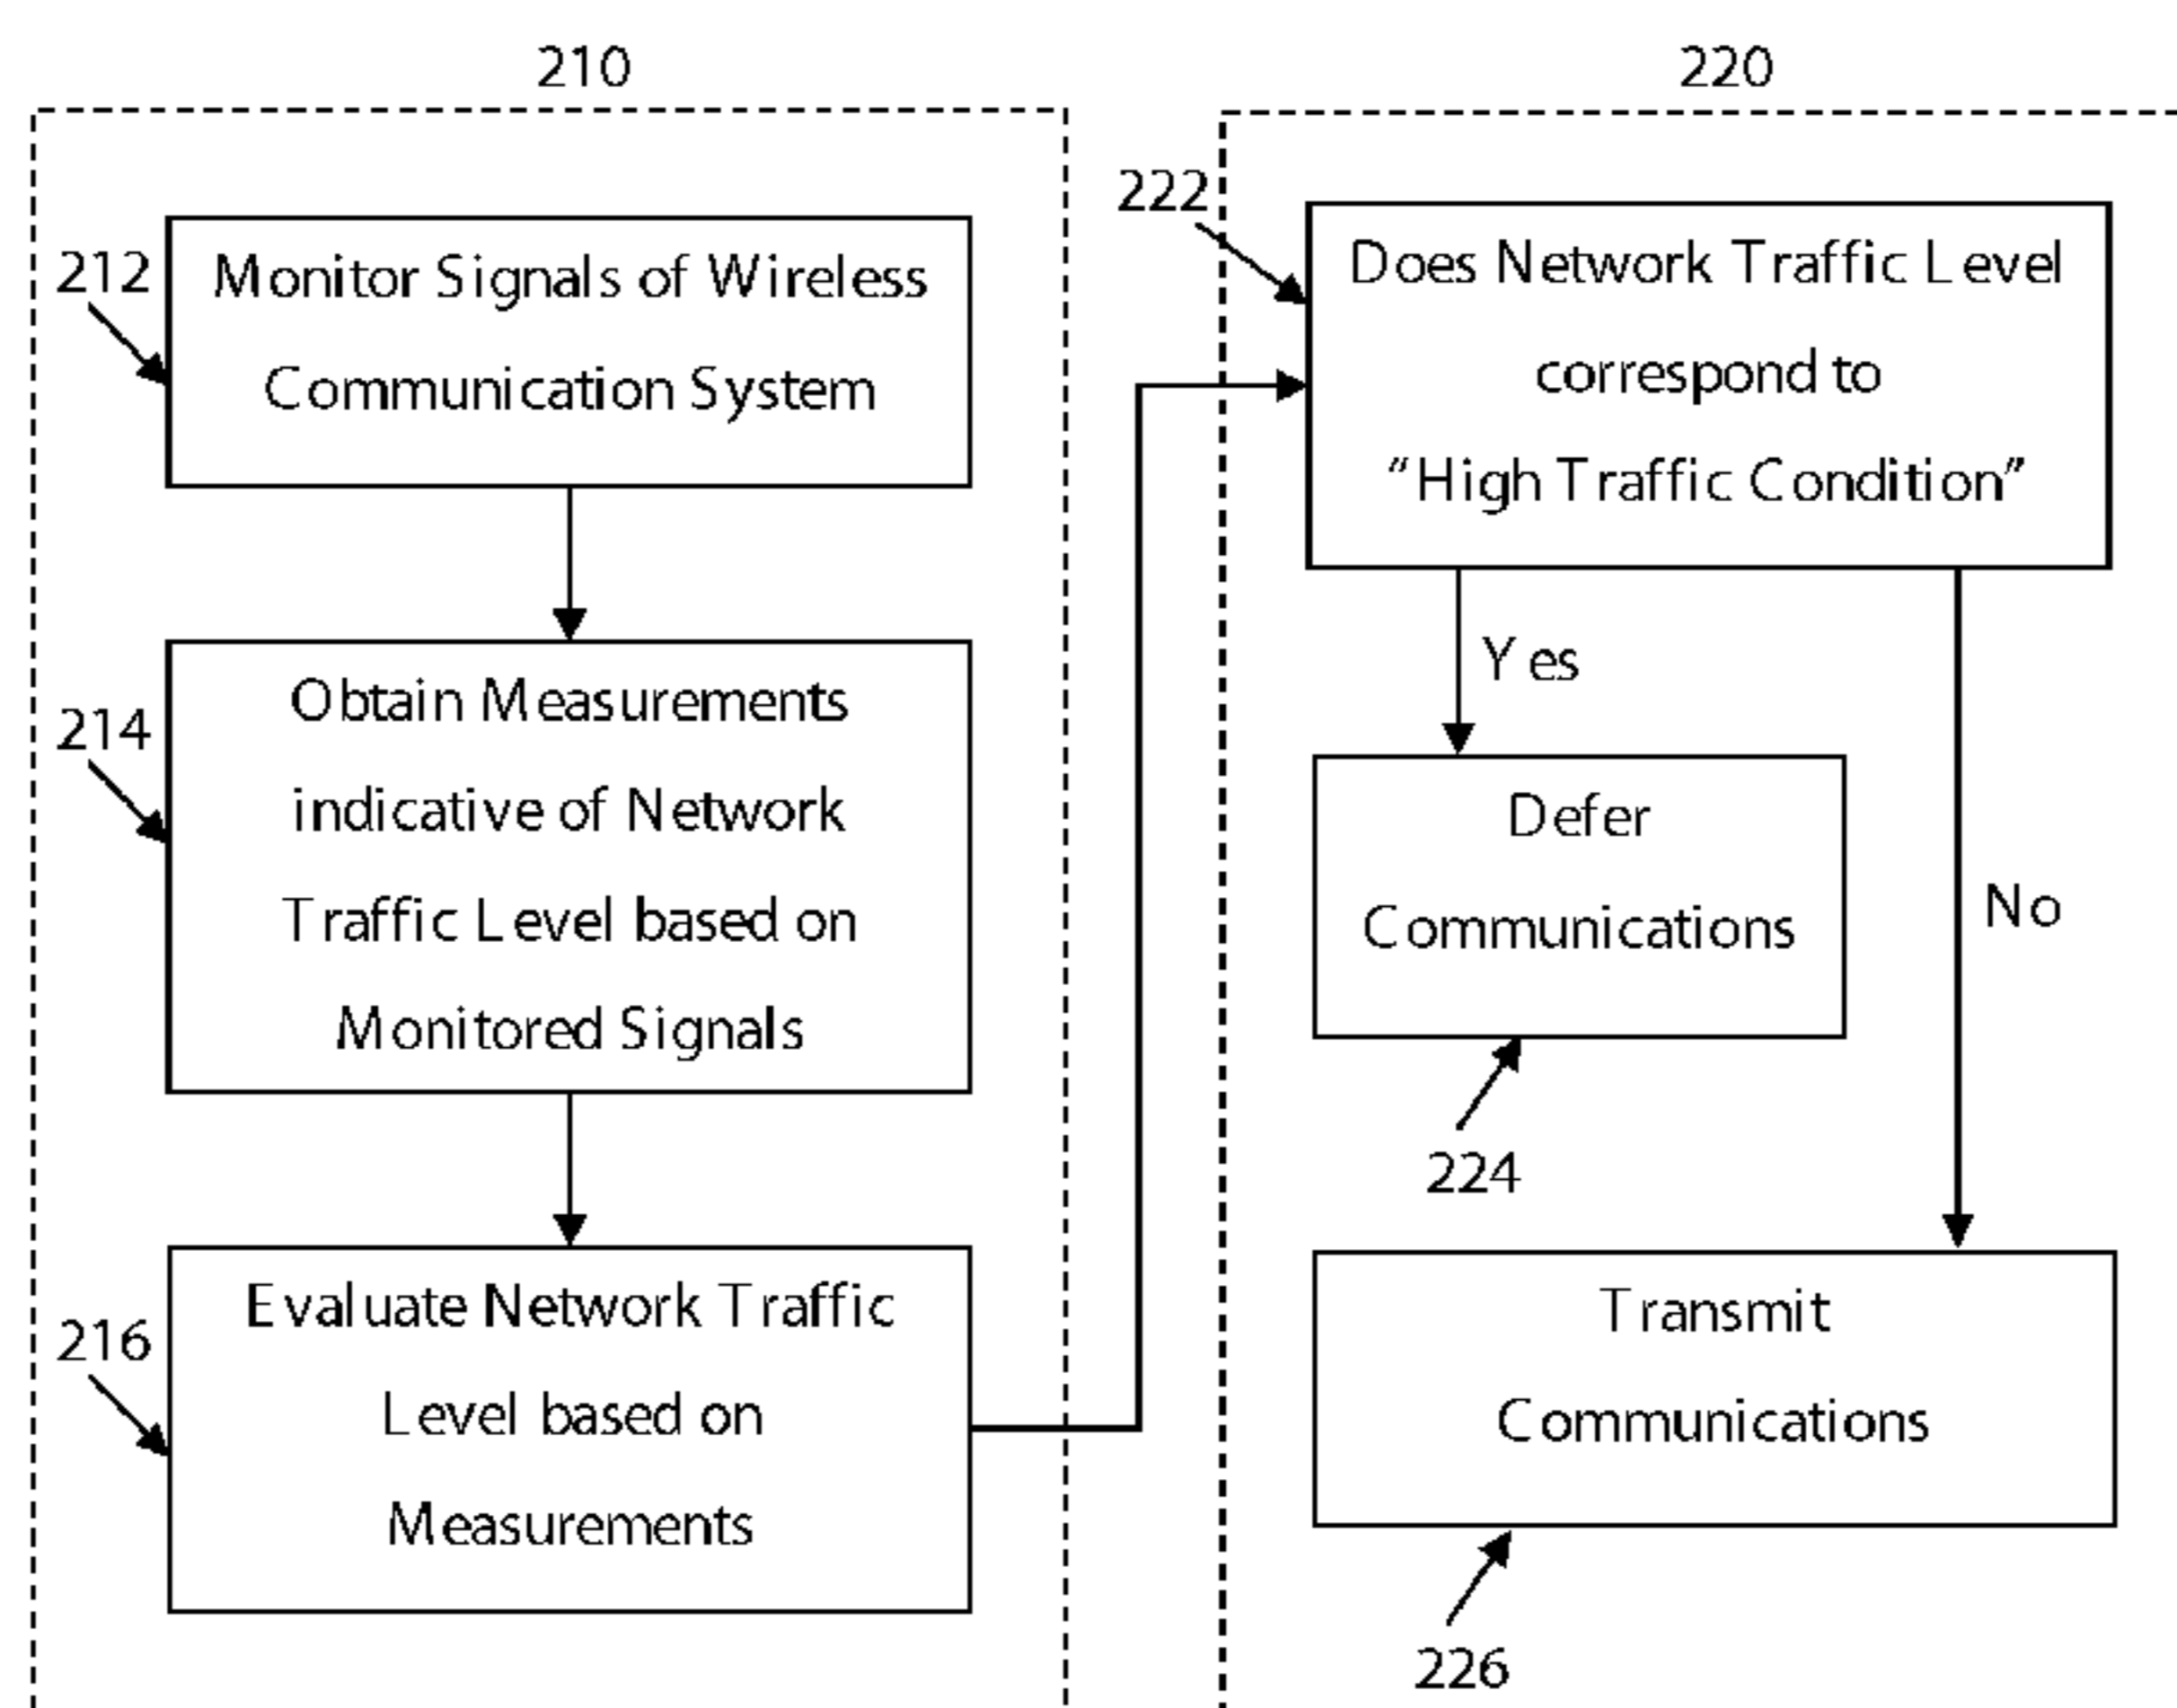 210
212
Monitor Signals of Wireless
Communication System
214
Obtain Measurements
indicative of Network
Traffic Level based on
Monitored Signals
216
Evaluate Network Traffic
Level based on
Measurements
220
222
Does Network Traffic Level
correspond to
“High Traffic Condition”
Yes
No
Defer
Communications
224
Transmit
Communications
226